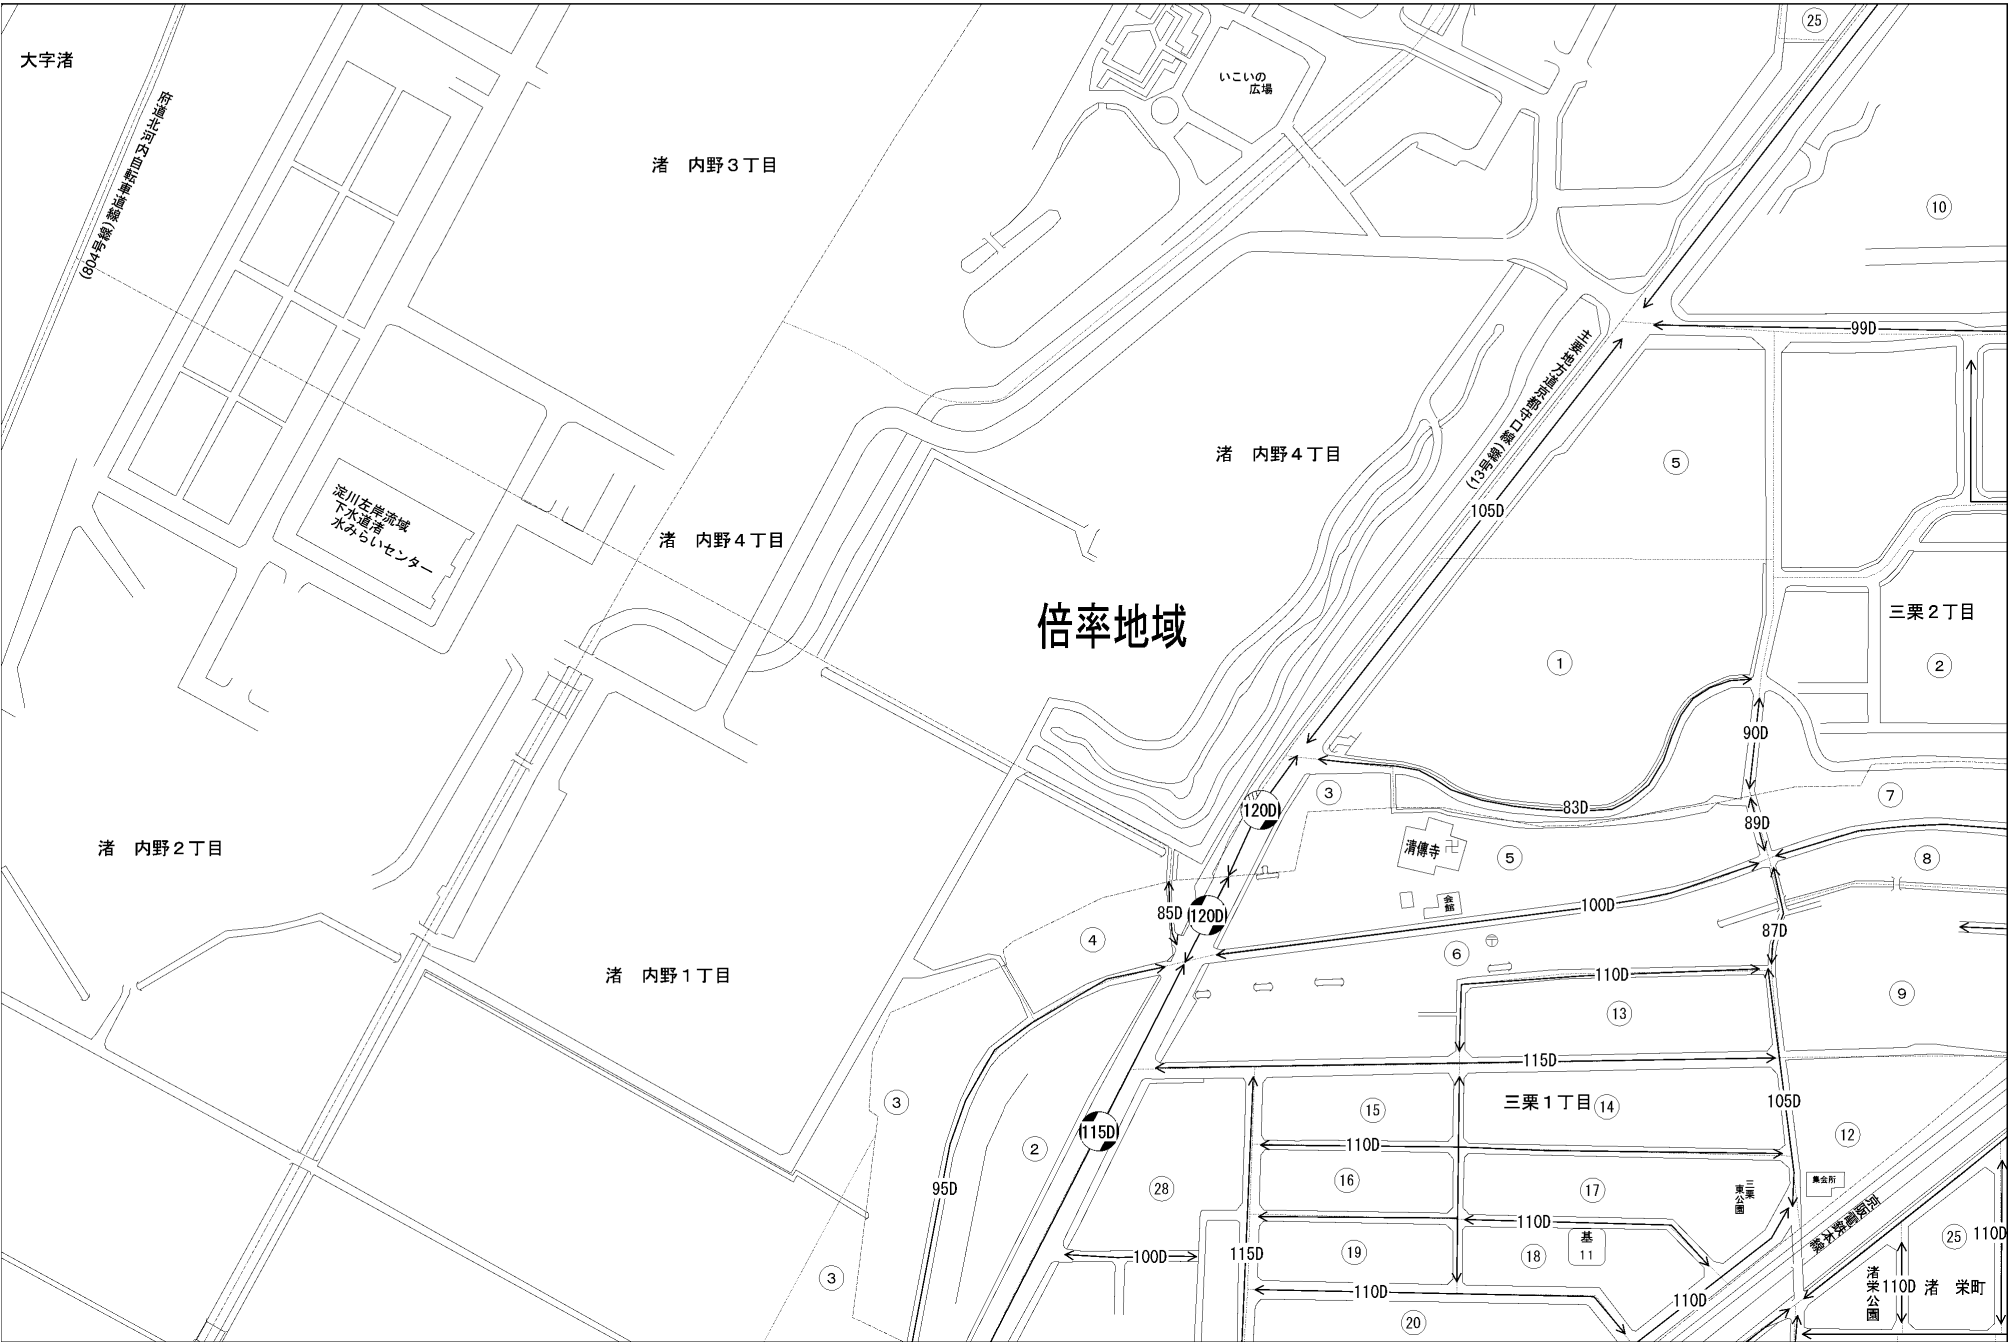 大字渚
府道北河内自転車道線
(804号線)
渚　内野３丁目
いこいの
広場
25
10
99D
主要地方道京都守口線
(13号線)
105D
渚　内野４丁目
5
淀川左岸流域
下水道渚
水みらいセンター
渚　内野４丁目
倍率地域
三栗２丁目
1
2
90D
3
83D
7
120D
89D
渚　内野２丁目
清傳寺
5
8
会館
100D
85D
120D
87D
4
6
渚　内野１丁目
110D
9
13
115D
3
15
三栗１丁目
14
105D
115D
110D
12
2
16
17
28
95D
集会所
三栗
東公園
京阪電鉄本線
110D
基
11
19
18
25
110D
100D
115D
3
110D
110D
渚栄公園
110D
渚　栄町
20